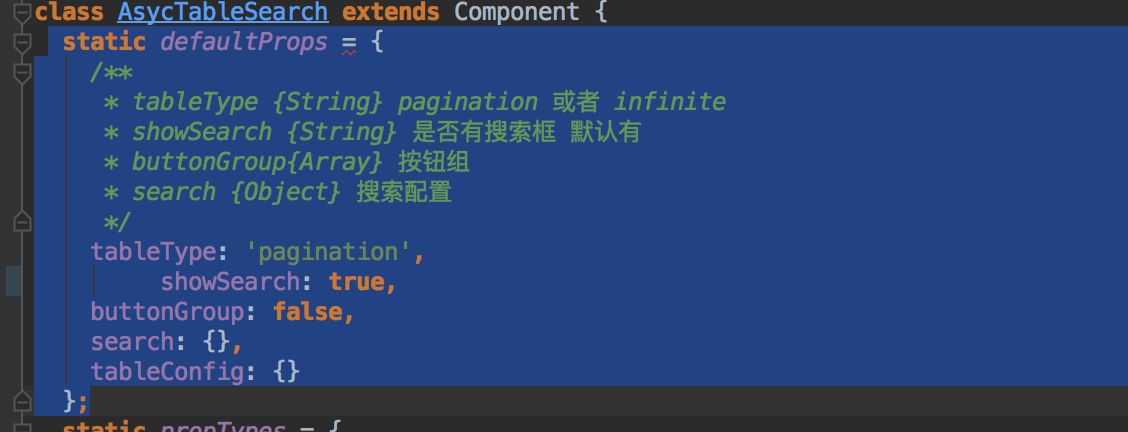 class AsycTableSearch extends Component {
static defaultProps = {
/**
* tableType {String} pagination 或者 infinite
* showSearch {String} 是否有搜索框 默认有
* buttonGroup{Array} 按钮组
* search {Object} 搜索配置
*/
tableType: 'pagination',
showSearch: true,
buttonGroup: false,
search: {},
tableConfig: {}
};
static propTypes = {